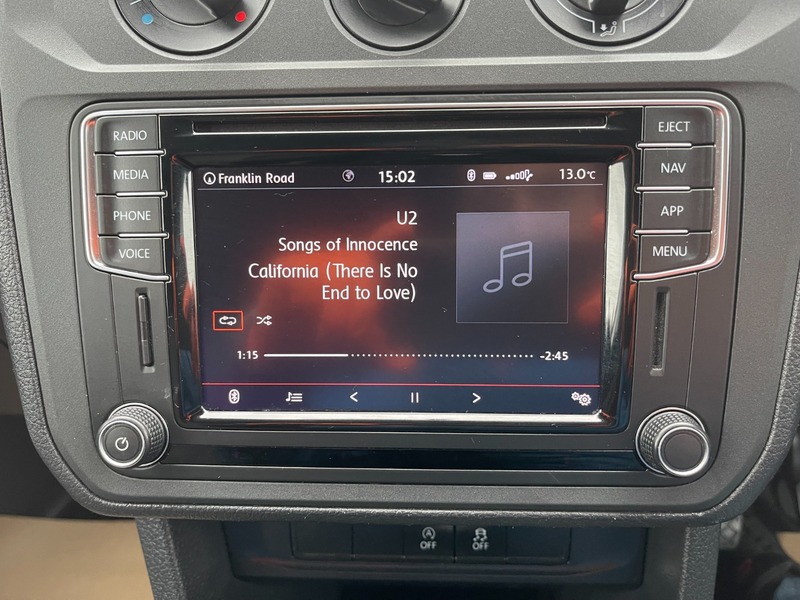 RADIO
MEDIA
PHONE
VOICE
EJECT
NAV
APP
MENU
Franklin Road
15:02
13.0°C
U2
Songs of Innocence
California (There Is No
End to Love)
1:15
-2:45
OFF
OFF